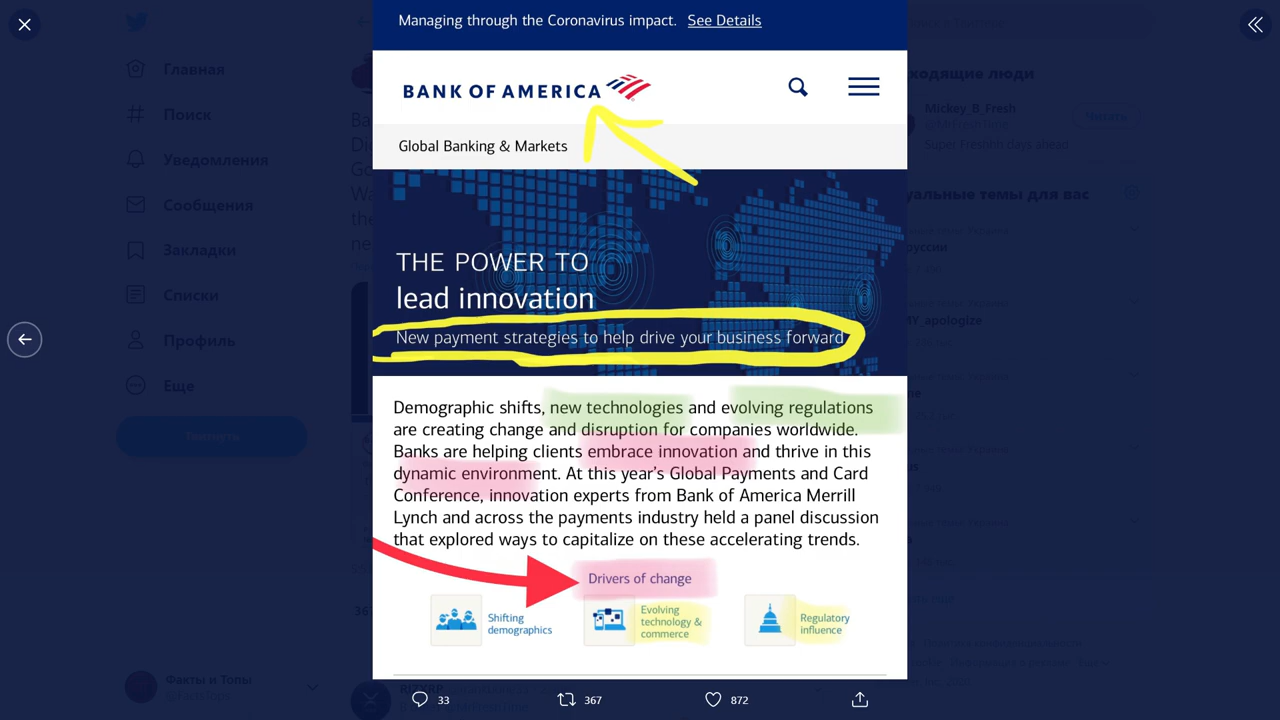 Managing through the Coronavirus impact. See Details
BANK OF AMERICA
Global Banking & Markets
THE POWER TO
lead innovation
New payment strategies to help drive your business forward
Demographic shifts, new technologies and evolving regulations
are creating change and disruption for companies worldwide.
Banks are helping clients embrace innovation and thrive in this
dynamic environment. At this year's Global Payments and Card
Conference, innovation experts from Bank of America Merrill
Lynch and across the payments industry held a panel discussion
that explored ways to capitalize on these accelerating trends.
Drivers of change
Shifting
demographics
Evolving
technology &
commerce
Regulatory
influence
33
367
872
Главная
Поиск
Уведомления
Сообщения
Закладки
Списки
Профиль
Еще
Твитнуть
Факты и Топы
@FactsTops
Mickey_B_Fresh
Читать